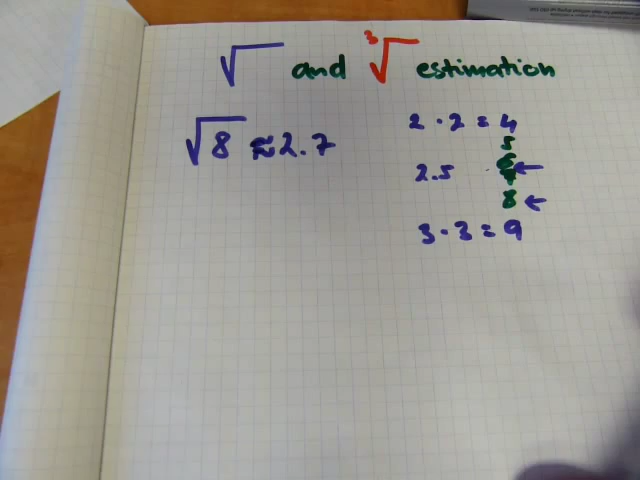 √ and ∛ estimation
√8 ≈ 2.7
2 · 2 = 4
5
6 ←
2.5
7
8 ←
3 · 3 = 9